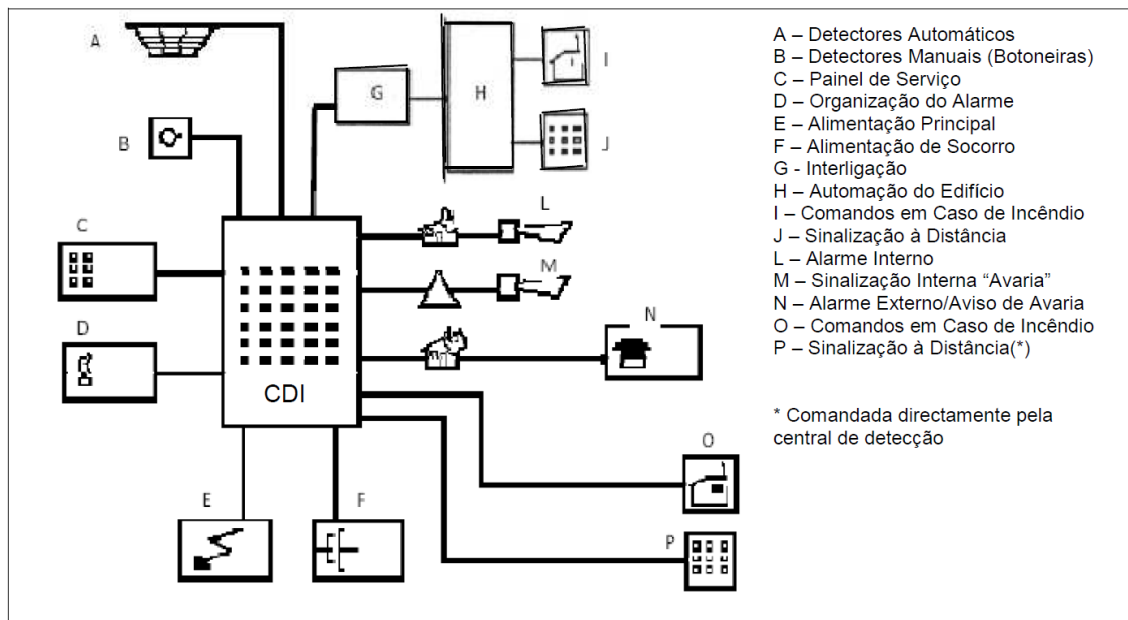 A
B
C
D
E
F
G
H
I
J
L
M
N
O
P
CDI
A – Detectores Automáticos
B – Detectores Manuais (Botoneiras)
C – Painel de Serviço
D – Organização do Alarme
E – Alimentação Principal
F – Alimentação de Socorro
G - Interligação
H – Automação do Edifício
I – Comandos em Caso de Incêndio
J – Sinalização à Distância
L – Alarme Interno
M – Sinalização Interna “Avaria”
N – Alarme Externo/Aviso de Avaria
O – Comandos em Caso de Incêndio
P – Sinalização à Distância(*)
* Comandada directamente pela
central de detecção